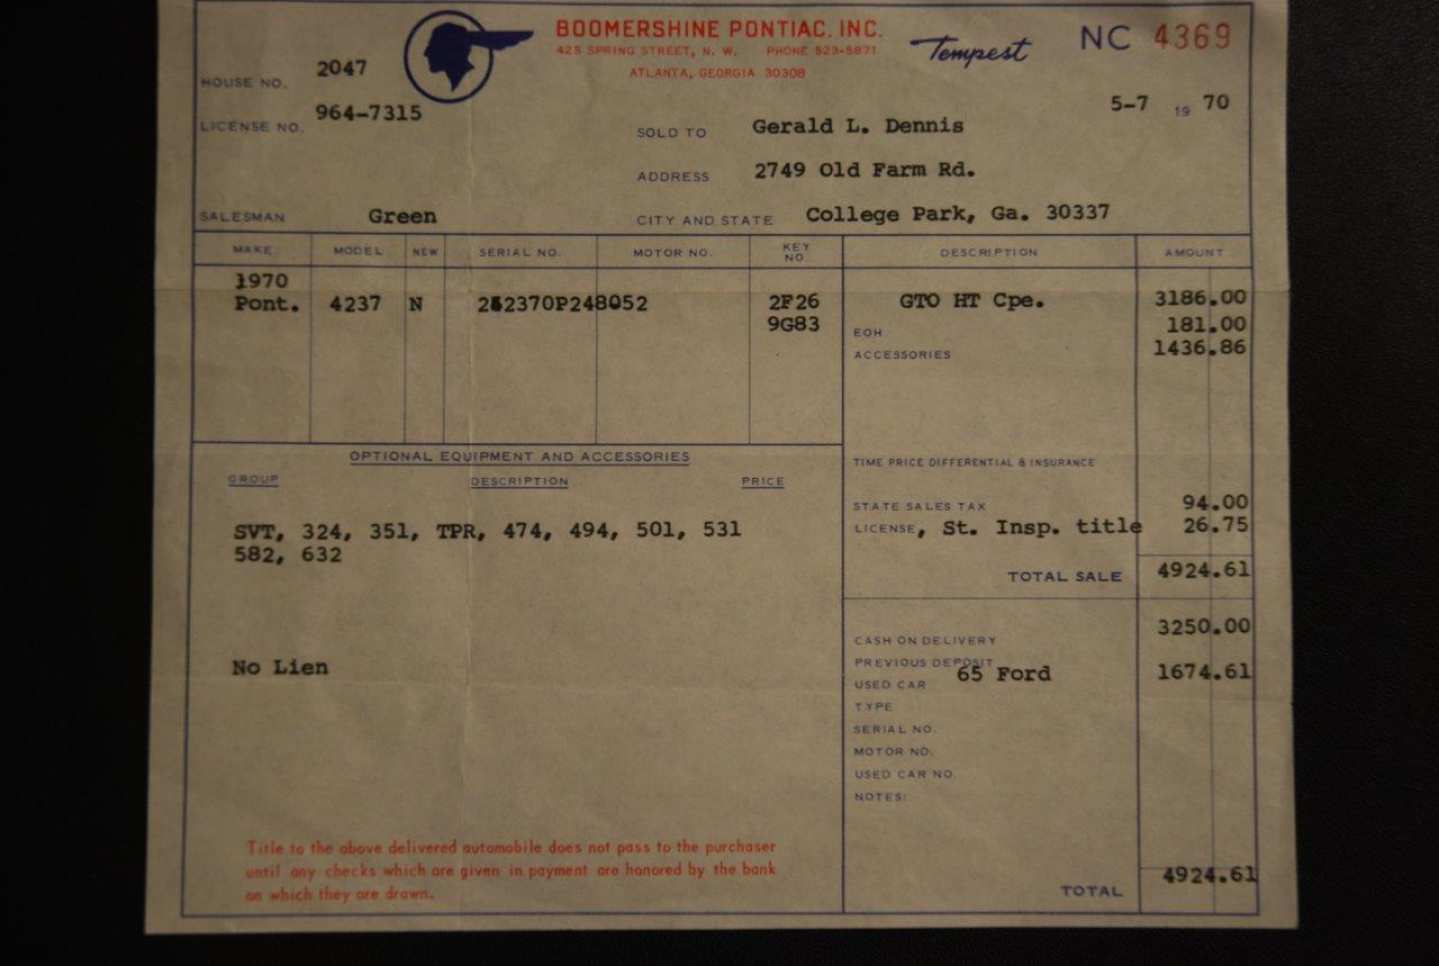 BOOMERSHINE PONTIAC, INC.
425 SPRING STREET, N. W. PHONE 523-5871
ATLANTA, GEORGIA 30308
Tempest
NC 4369
HOUSE NO. 2047
LICENSE NO. 964-7315
5-7 19 70
SOLD TO Gerald L. Dennis
ADDRESS 2749 Old Farm Rd.
SALESMAN Green
CITY AND STATE College Park, Ga. 30337
MAKE MODEL NEW SERIAL NO. MOTOR NO. KEY NO DESCRIPTION AMOUNT
1970
Pont. 4237 N 242370P248052 2F26 GTO HT Cpe. 3186.00
9G83 EOH 181.00
ACCESSORIES 1436.86
OPTIONAL EQUIPMENT AND ACCESSORIES
GROUP DESCRIPTION PRICE
SVT, 324, 351, TPR, 474, 494, 501, 531
582, 632
No Lien
Title to the above delivered automobile does not pass to the purchaser
until any checks which are given in payment are honored by the bank
on which they are drawn.
TIME PRICE DIFFERENTIAL & INSURANCE
STATE SALES TAX 94.00
LICENSE, St. Insp. title 26.75
TOTAL SALE 4924.61
CASH ON DELIVERY 3250.00
PREVIOUS DEPOSIT
USED CAR 65 Ford 1674.61
TYPE
SERIAL NO.
MOTOR NO.
USED CAR NO.
NOTES:
TOTAL 4924.61